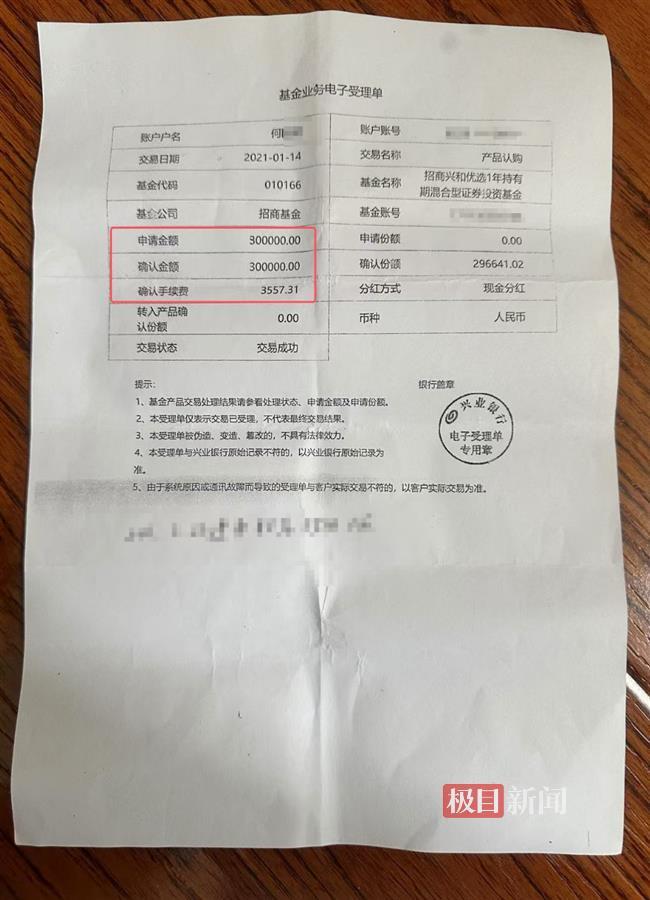 基金业务电子受理单
账户户名 何 账户账号
交易日期 2021-01-14 交易名称 产品认购
基金代码 010166 基金名称 招商兴和优选1年持有
期混合型证券投资基金
基金公司 招商基金 基金账号
申请金额 300000.00 申请份额 0.00
确认金额 300000.00 确认份额 296641.02
确认手续费 3557.31 分红方式 现金分红
转入产品确
认份额 0.00 币种 人民币
交易状态 交易成功
提示: 银行盖章
1、基金产品交易处理结果请参看处理状态、申请金额及申请份额。
2、本受理单仅表示交易已受理，不代表最终交易结果。
3、本受理单被伪造、变造、篡改的，不具有法律效力。
4、本受理单与兴业银行原始记录不符的，以兴业银行原始记录为
准。
5、由于系统原因或通讯故障而导致的受理单与客户实际交易不符的，以客户实际交易为准。
兴业银行
电子受理单
专用章
极目新闻